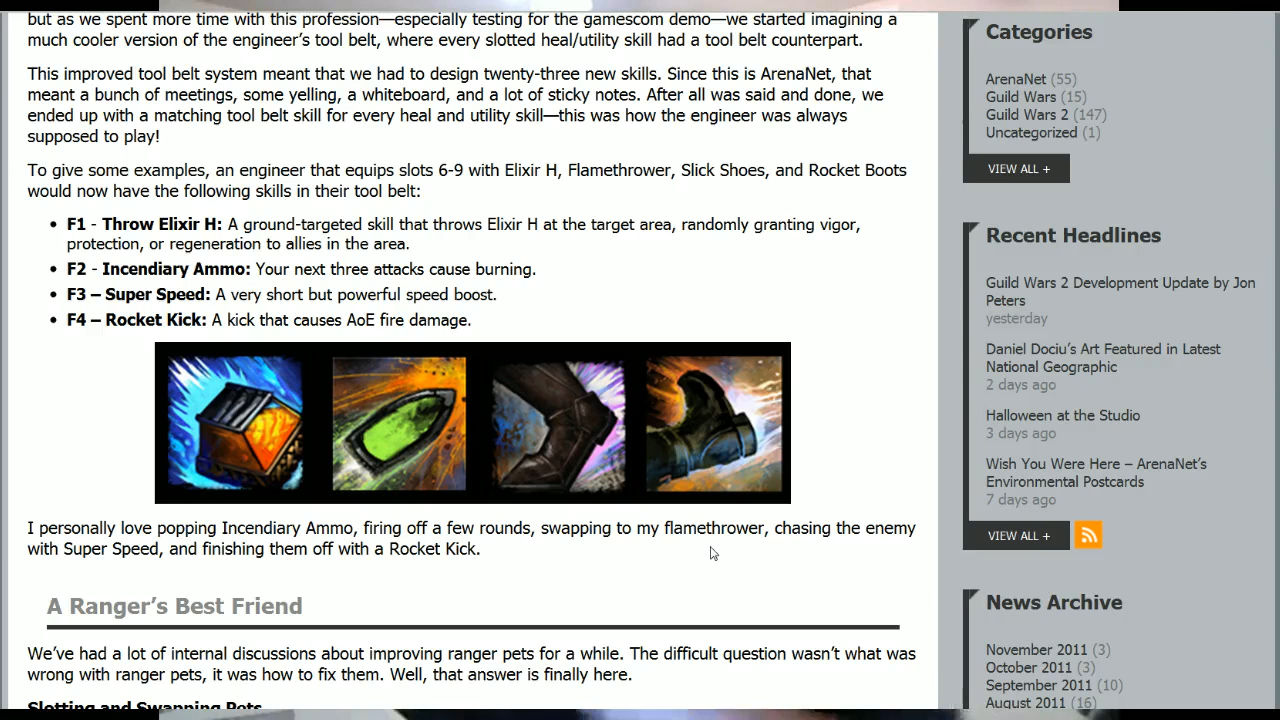 but as we spent more time with this profession—especially testing for the gamescom demo—we started imagining a
much cooler version of the engineer's tool belt, where every slotted heal/utility skill had a tool belt counterpart.
This improved tool belt system meant that we had to design twenty-three new skills. Since this is ArenaNet, that
meant a bunch of meetings, some yelling, a whiteboard, and a lot of sticky notes. After all was said and done, we
ended up with a matching tool belt skill for every heal and utility skill—this was how the engineer was always
supposed to play!
To give some examples, an engineer that equips slots 6-9 with Elixir H, Flamethrower, Slick Shoes, and Rocket Boots
would now have the following skills in their tool belt:
• F1 - Throw Elixir H: A ground-targeted skill that throws Elixir H at the target area, randomly granting vigor,
protection, or regeneration to allies in the area.
• F2 - Incendiary Ammo: Your next three attacks cause burning.
• F3 – Super Speed: A very short but powerful speed boost.
• F4 – Rocket Kick: A kick that causes AoE fire damage.
I personally love popping Incendiary Ammo, firing off a few rounds, swapping to my flamethrower, chasing the enemy
with Super Speed, and finishing them off with a Rocket Kick.
A Ranger's Best Friend
We've had a lot of internal discussions about improving ranger pets for a while. The difficult question wasn't what was
wrong with ranger pets, it was how to fix them. Well, that answer is finally here.
Slotting and Swapping Pets
Categories
ArenaNet (55)
Guild Wars (15)
Guild Wars 2 (147)
Uncategorized (1)
VIEW ALL +
Recent Headlines
Guild Wars 2 Development Update by Jon
Peters
yesterday
Daniel Dociu's Art Featured in Latest
National Geographic
2 days ago
Halloween at the Studio
3 days ago
Wish You Were Here – ArenaNet's
Environmental Postcards
7 days ago
VIEW ALL +
News Archive
November 2011 (3)
October 2011 (3)
September 2011 (10)
August 2011 (16)